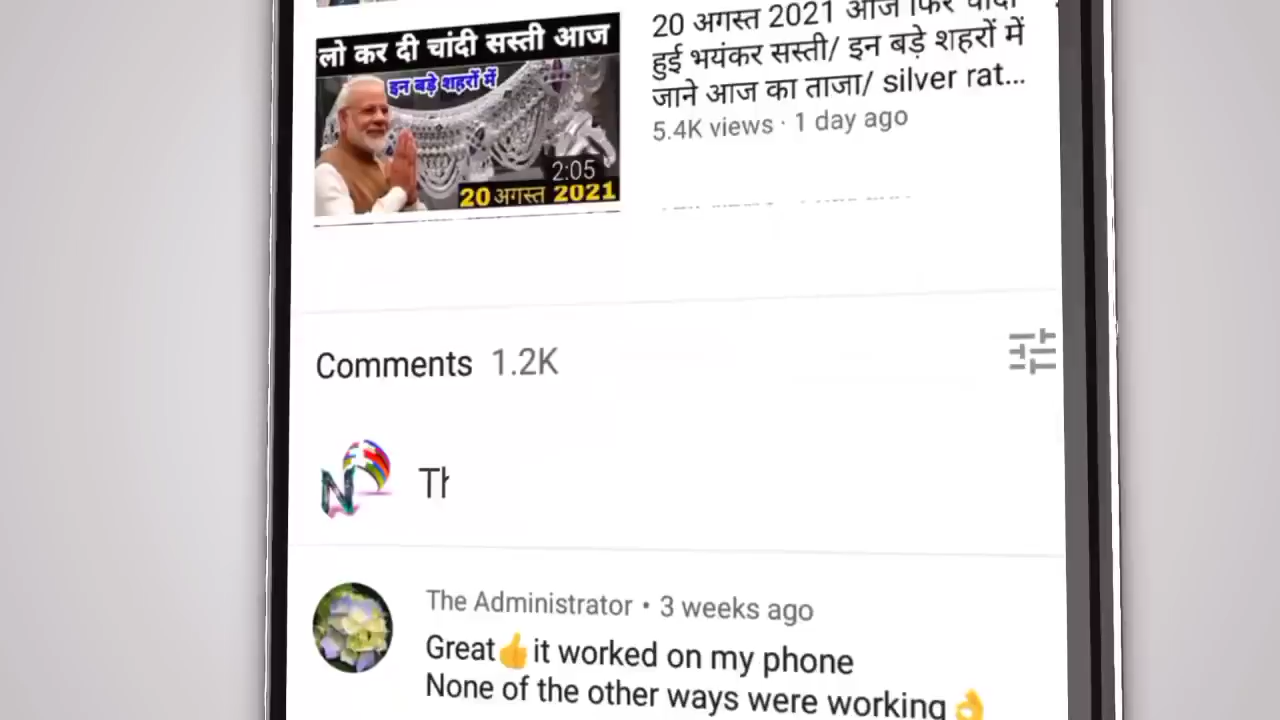 लो कर दी चांदी सस्ती आज
इन बड़े शहरों में
2:05
20 अगस्त 2021
20 अगस्त 2021 आज फिर चांदी
हुई भयंकर सस्ती/ इन बड़े शहरों में
जाने आज का ताजा/ silver rat...
5.4K views · 1 day ago
Comments 1.2K
N
The Administrator • 3 weeks ago
Great👍it worked on my phone
None of the other ways were working👌